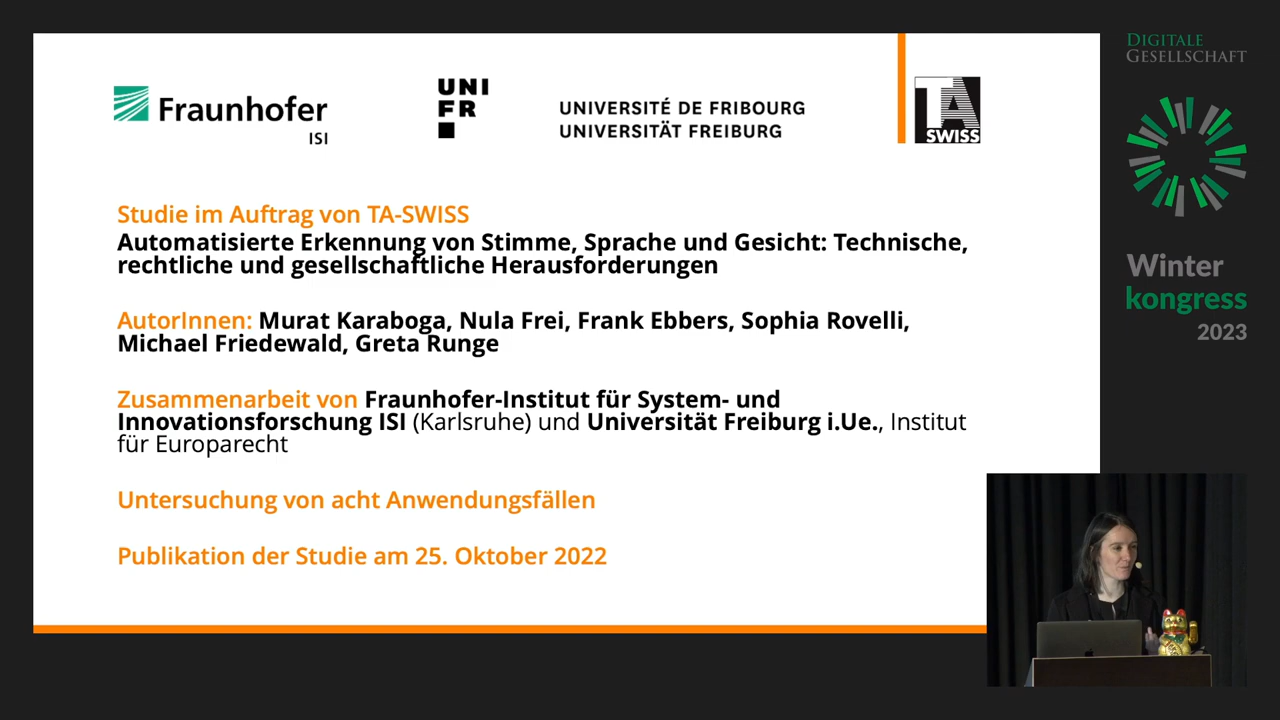 Fraunhofer
ISI
UNI
FR
UNIVERSITÉ DE FRIBOURG
UNIVERSITÄT FREIBURG
TA
SWISS
Studie im Auftrag von TA-SWISS
Automatisierte Erkennung von Stimme, Sprache und Gesicht: Technische,
rechtliche und gesellschaftliche Herausforderungen
AutorInnen: Murat Karaboga, Nula Frei, Frank Ebbers, Sophia Rovelli,
Michael Friedewald, Greta Runge
Zusammenarbeit von Fraunhofer-Institut für System- und
Innovationsforschung ISI (Karlsruhe) und Universität Freiburg i.Ue., Institut
für Europarecht
Untersuchung von acht Anwendungsfällen
Publikation der Studie am 25. Oktober 2022
DIGITALE
GESELLSCHAFT
Winter
kongress
2023